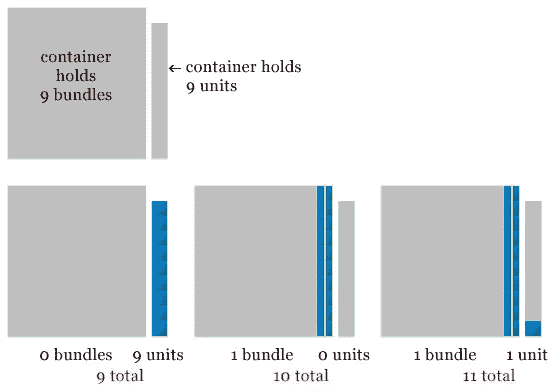 container
holds
9 bundles
← container holds
9 units
0 bundles 9 units
9 total
1 bundle 0 units
10 total
1 bundle 1 unit
11 total